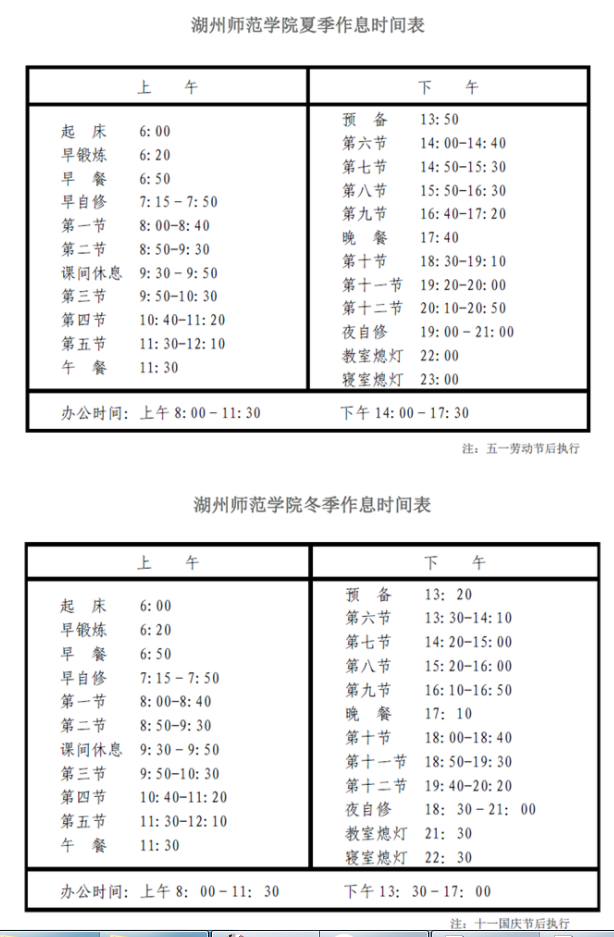 湖州师范学院夏季作息时间表
上 午
起 床 6:00
早锻炼 6:20
早 餐 6:50
早自修 7:15-7:50
第一节 8:00-8:40
第二节 8:50-9:30
课间休息 9:30-9:50
第三节 9:50-10:30
第四节 10:40-11:20
第五节 11:30-12:10
午 餐 11:30
下 午
预 备 13:50
第六节 14:00-14:40
第七节 14:50-15:30
第八节 15:50-16:30
第九节 16:40-17:20
晚 餐 17:40
第十节 18:30-19:10
第十一节 19:20-20:00
第十二节 20:10-20:50
夜自修 19:00-21:00
教室熄灯 22:00
寝室熄灯 23:00
办公时间: 上午8:00-11:30 下午14:00-17:30
注: 五一劳动节后执行
湖州师范学院冬季作息时间表
上 午
起 床 6:00
早锻炼 6:20
早 餐 6:50
早自修 7:15-7:50
第一节 8:00-8:40
第二节 8:50-9:30
课间休息 9:30-9:50
第三节 9:50-10:30
第四节 10:40-11:20
第五节 11:30-12:10
午 餐 11:30
下 午
预 备 13: 20
第六节 13:30-14:10
第七节 14:20-15:00
第八节 15:20-16:00
第九节 16:10-16:50
晚 餐 17: 10
第十节 18:00-18:40
第十一节 18:50-19:30
第十二节 19:40-20:20
夜自修 18: 30-21: 00
教室熄灯 21: 30
寝室熄灯 22: 30
办公时间: 上午8: 00-11: 30 下午13: 30-17: 00
注: 十一国庆节后执行